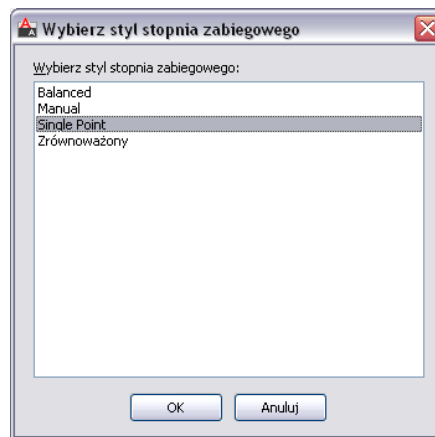 Wybierz styl stopnia zabiegowego
Wybierz styl stopnia zabiegowego:
Balanced
Manual
Single Point
Zrównoważony
OK Anuluj